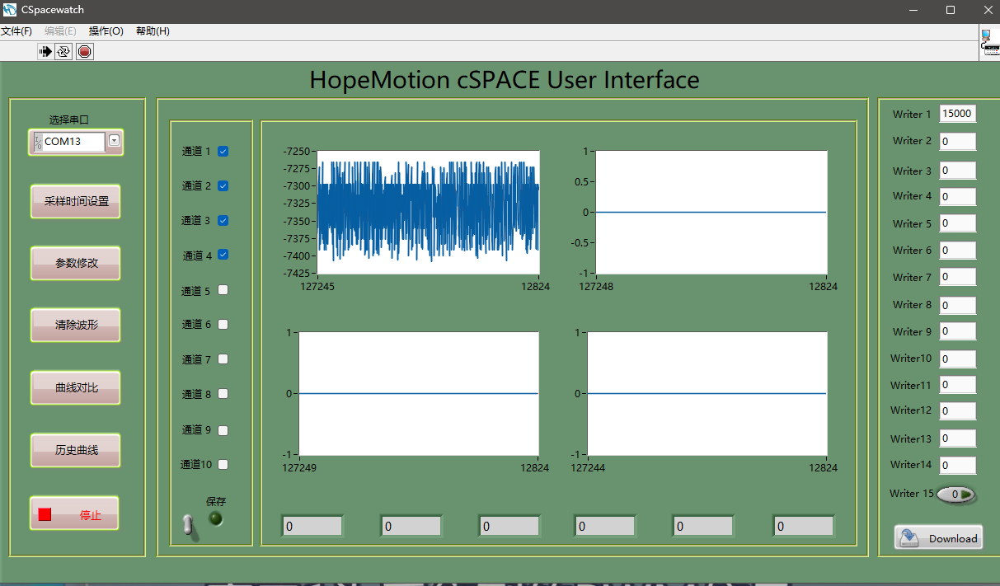 CSpacewatch
文件(F) 编辑(E) 操作(O) 帮助(H)
HopeMotion cSPACE User Interface
选择串口
COM13
采样时间设置
参数修改
清除波形
曲线对比
历史曲线
停止
通道 1
通道 2
通道 3
通道 4
通道 5
通道 6
通道 7
通道 8
通道 9
通道10
保存
-7250
-7275
-7300
-7325
-7350
-7375
-7400
-7425
127245 12824
1
0.5
0
-0.5
-1
127248 12824
1
0
-1
127249 12824
1
0
-1
127244 12824
0 0 0 0 0 0
Writer 1 15000
Writer 2 0
Writer 3 0
Writer 4 0
Writer 5 0
Writer 6 0
Writer 7 0
Writer 8 0
Writer 9 0
Writer10 0
Writer11 0
Writer12 0
Writer13 0
Writer14 0
Writer 15 0
Download